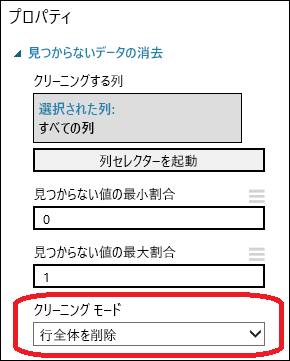 プロパティ
見つからないデータの消去
クリーニングする列
選択された列:
すべての列
列セレクターを起動
見つからない値の最小割合
0
見つからない値の最大割合
1
クリーニング モード
行全体を削除